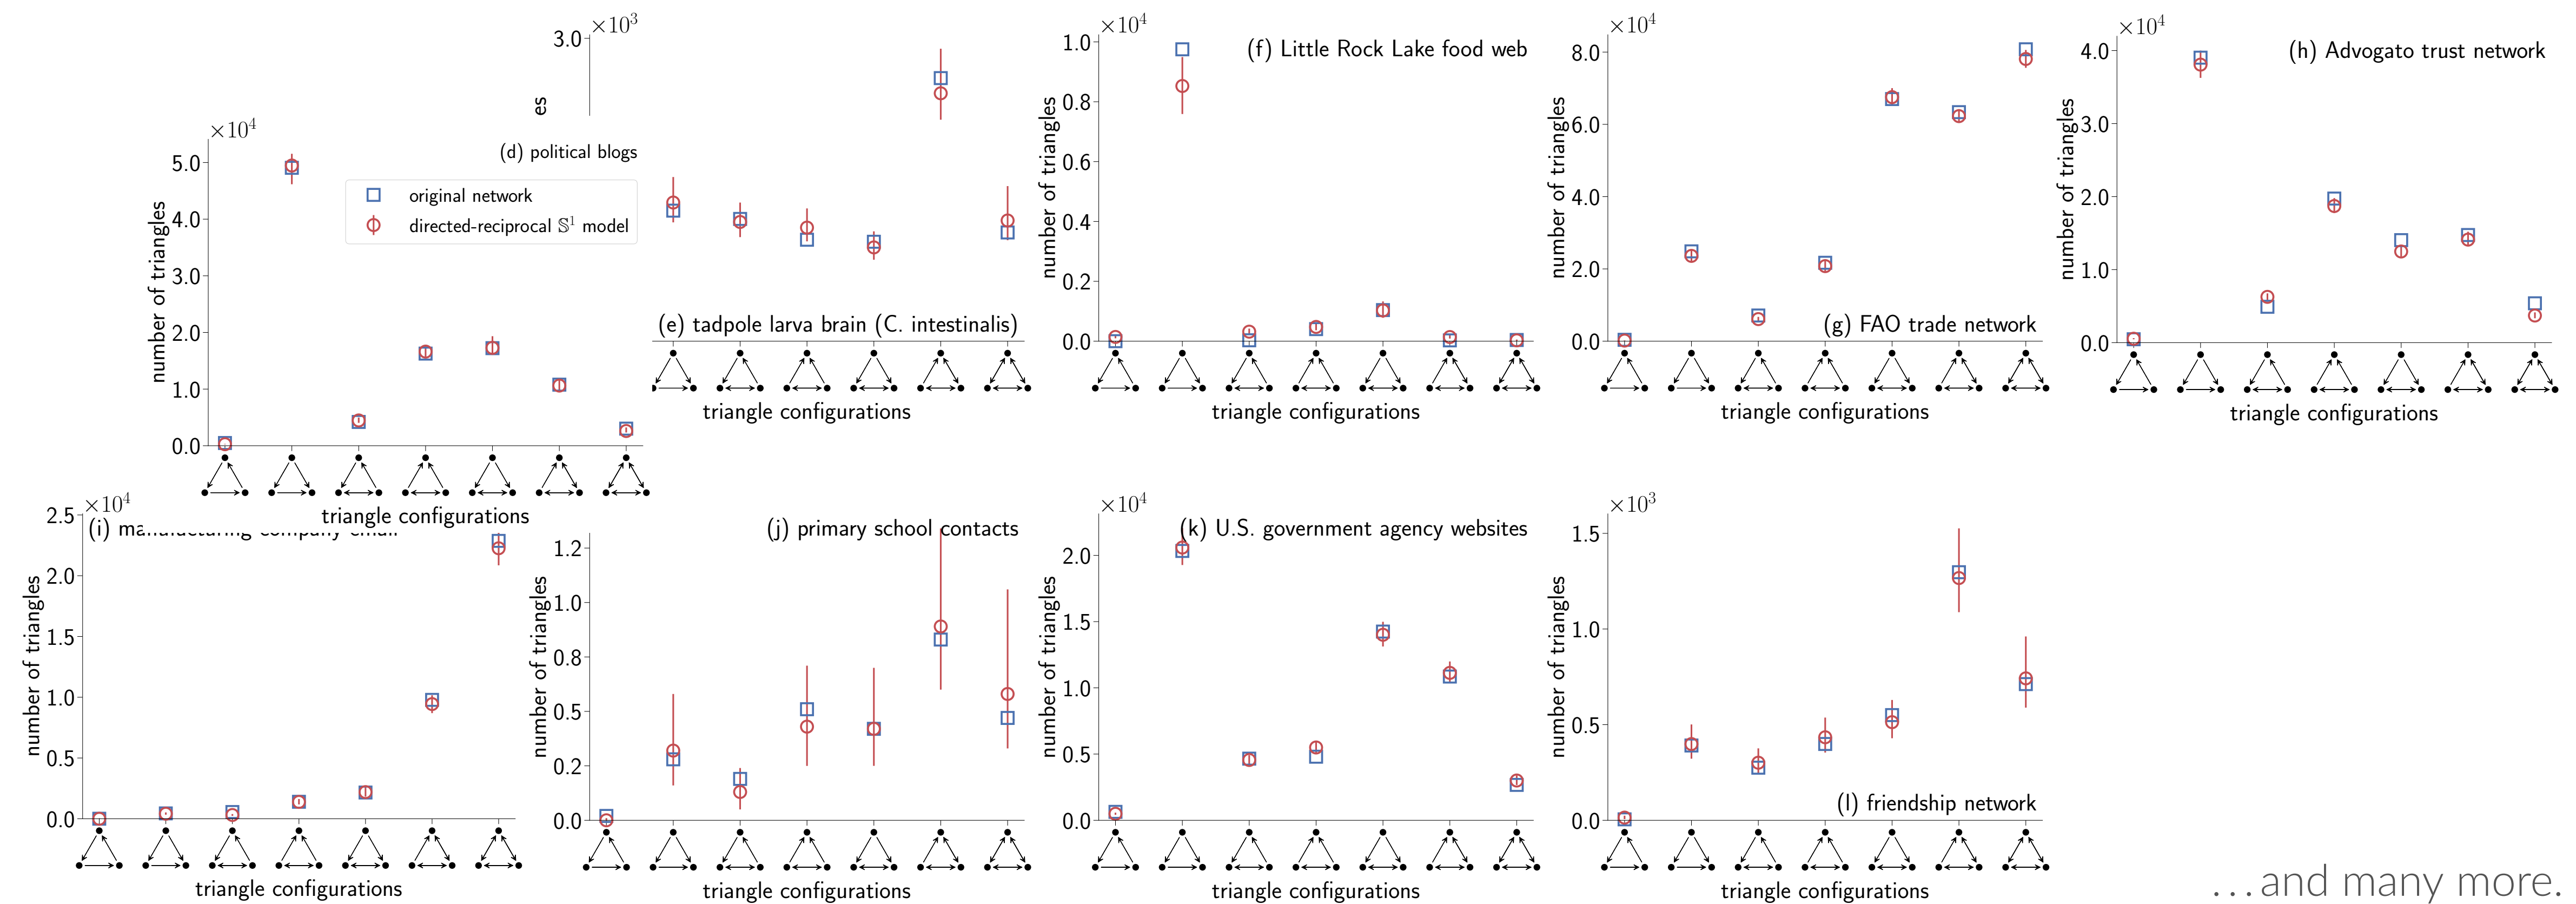 ×10⁴
5.0
4.0
3.0
2.0
1.0
0.0
number of triangles
(d) political blogs
original network
directed-reciprocal 𝕊¹ model
triangle configurations
×10³
3.0
es
(e) tadpole larva brain (C. intestinalis)
triangle configurations
×10⁴
1.0
0.8
0.6
0.4
0.2
0.0
number of triangles
(f) Little Rock Lake food web
triangle configurations
×10⁴
8.0
6.0
4.0
2.0
0.0
number of triangles
(g) FAO trade network
triangle configurations
×10⁴
4.0
3.0
2.0
1.0
0.0
number of triangles
(h) Advogato trust network
triangle configurations
×10⁴
2.5
2.0
1.5
1.0
0.5
0.0
number of triangles
(i) manufacturing company email
triangle configurations
1.2
1.0
0.8
0.5
0.2
0.0
number of triangles
(j) primary school contacts
triangle configurations
×10⁴
2.0
1.5
1.0
0.5
0.0
number of triangles
(k) U.S. government agency websites
triangle configurations
×10³
1.5
1.0
0.5
0.0
number of triangles
(l) friendship network
triangle configurations
...and many more.